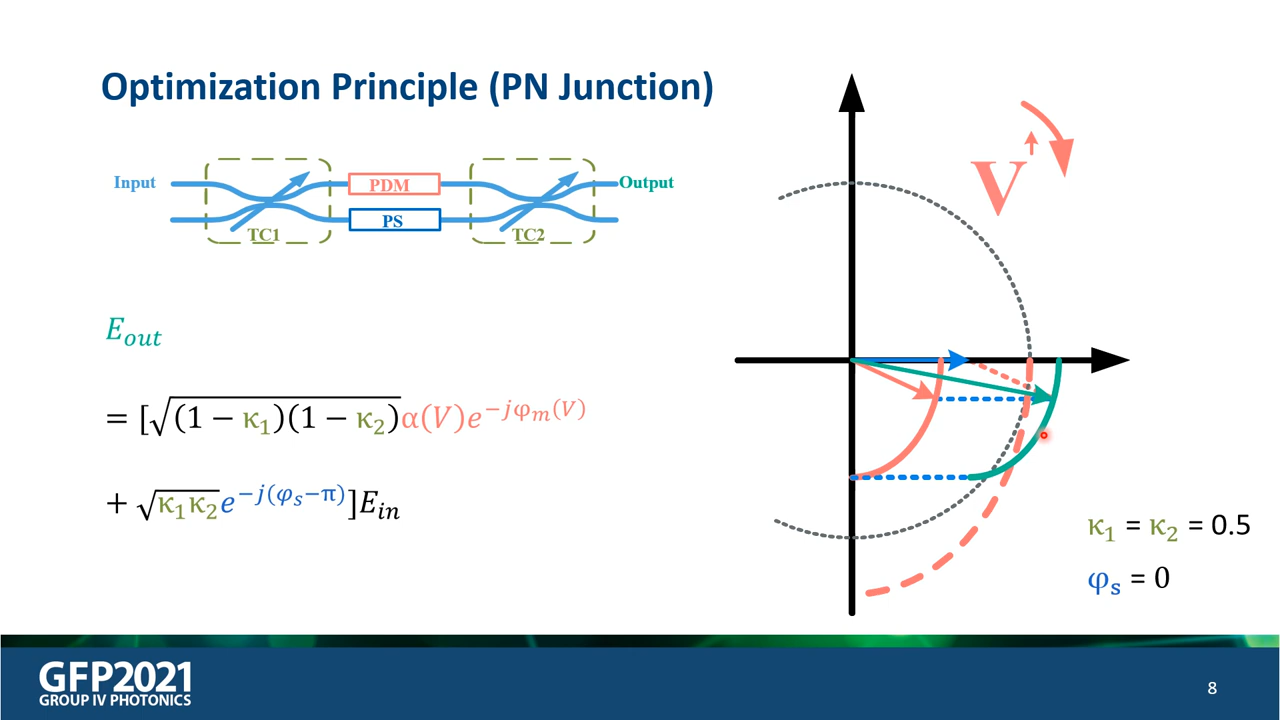 Optimization Principle (PN Junction)
Input
PDM
Output
PS
TC1
TC2
V↑
E_out
= [√((1 − κ₁)(1 − κ₂)) α(V)e^{−jφ_m(V)}
+ √(κ₁κ₂) e^{−j(φ_s−π)}]E_in
κ₁ = κ₂ = 0.5
φ_s = 0
GFP2021
GROUP IV PHOTONICS
8